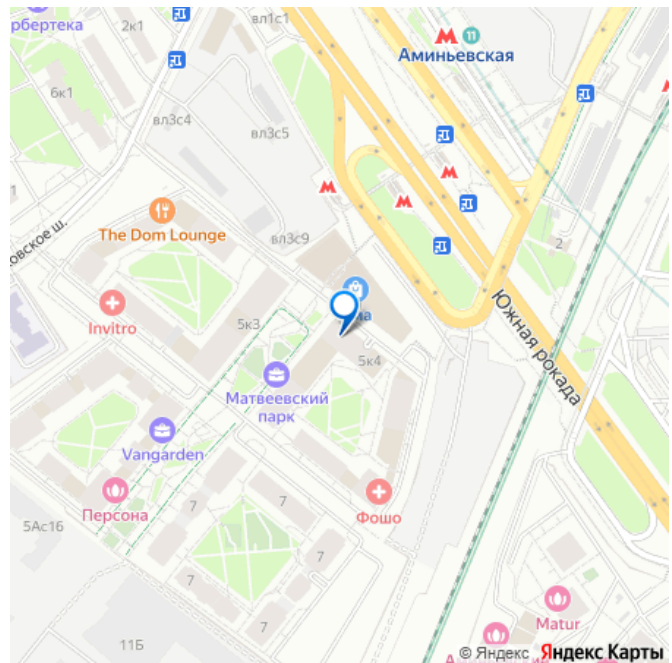 рбертека
2к1
вл1с1
11
Аминьевская
6к1
вл3с4
вл3с5
1
The Dom Lounge
вл3с9
2
овское ш.
Invitro
5к3
5к4
Южная рокада
Матвеевский
парк
Vangarden
Персона
Фошо
5Ас16
7
7
7
7
7
11Б
Matur
© Яндекс Яндекс Карты